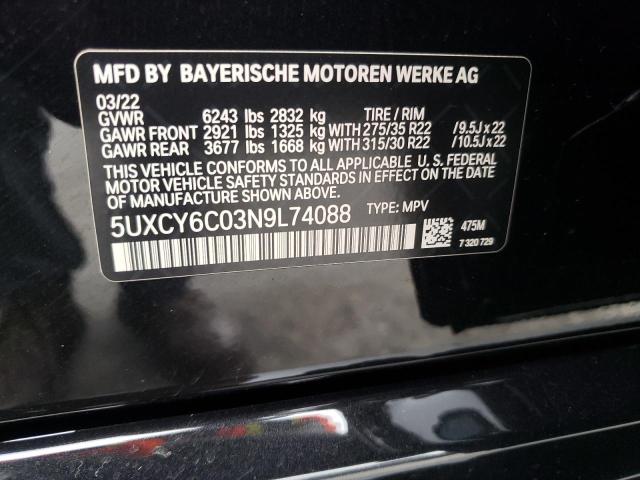 MFD BY BAYERISCHE MOTOREN WERKE AG
03/22
GVWR 6243 lbs 2832 kg TIRE / RIM
GAWR FRONT 2921 lbs 1325 kg WITH 275/35 R22 /9.5J x 22
GAWR REAR 3677 lbs 1668 kg WITH 315/30 R22 /10.5J x 22
THIS VEHICLE CONFORMS TO ALL APPLICABLE U. S. FEDERAL
MOTOR VEHICLE SAFETY STANDARDS IN EFFECT ON THE DATE
OF MANUFACTURE SHOWN ABOVE.
5UXCY6C03N9L74088 TYPE: MPV
475M
7 320 729